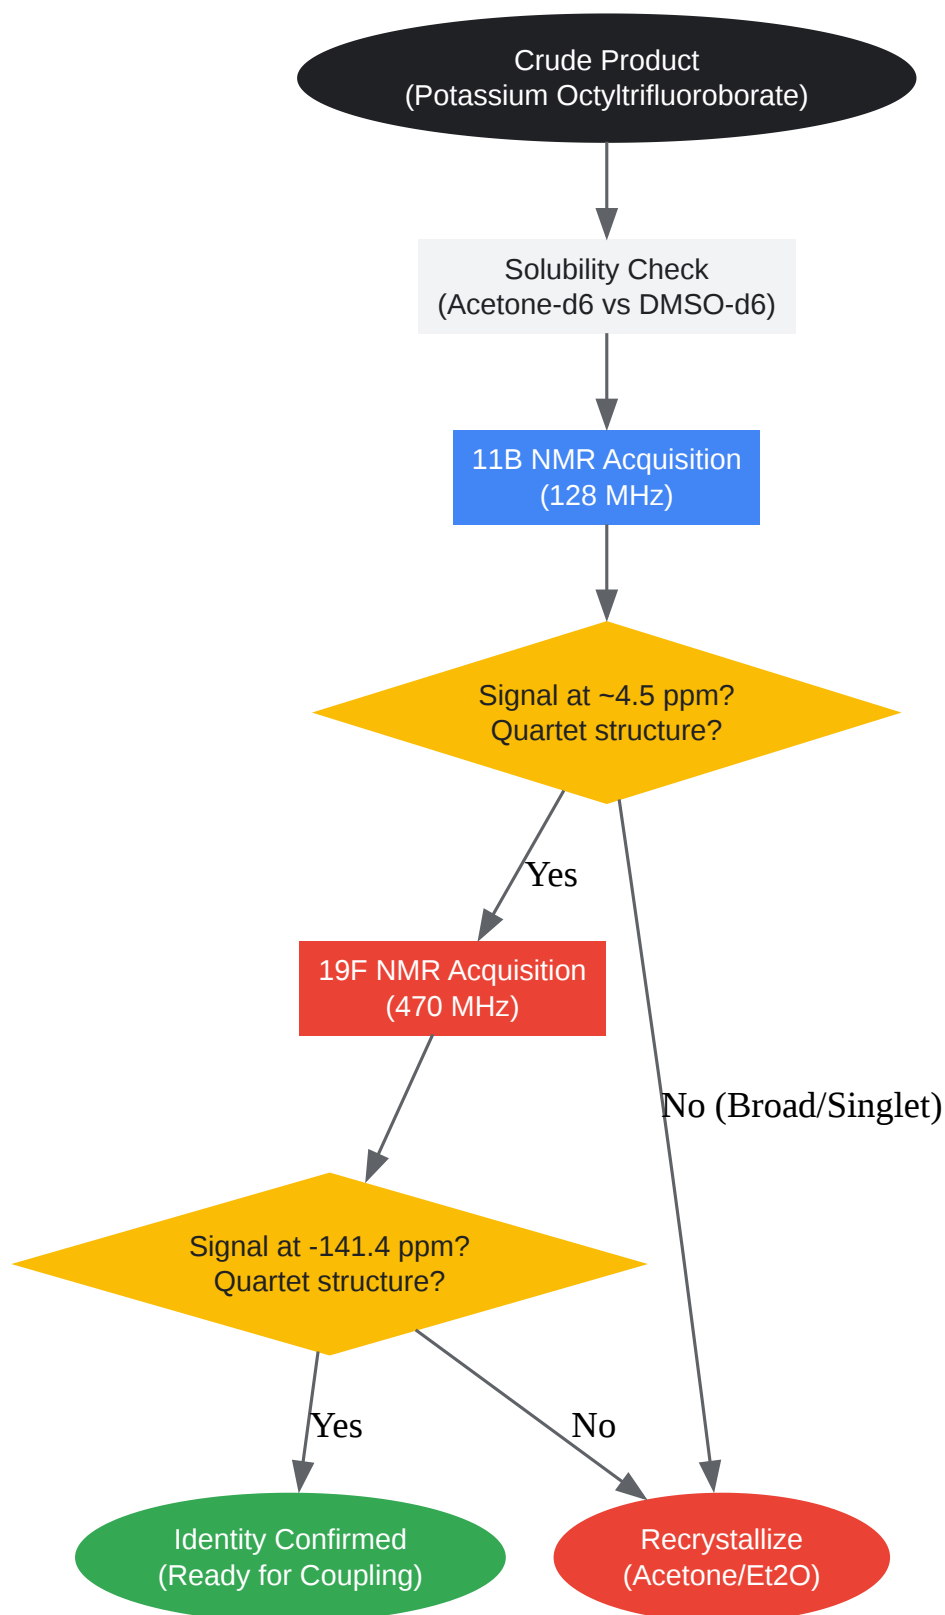 Crude Product
(Potassium Octyltrifluoroborate)
Solubility Check
(Acetone-d6 vs DMSO-d6)
11B NMR Acquisition
(128 MHz)
Signal at ~4.5 ppm?
Quartet structure?
Yes
19F NMR Acquisition
(470 MHz)
No (Broad/Singlet)
Signal at -141.4 ppm?
Quartet structure?
Yes
No
Identity Confirmed
(Ready for Coupling)
Recrystallize
(Acetone/Et2O)